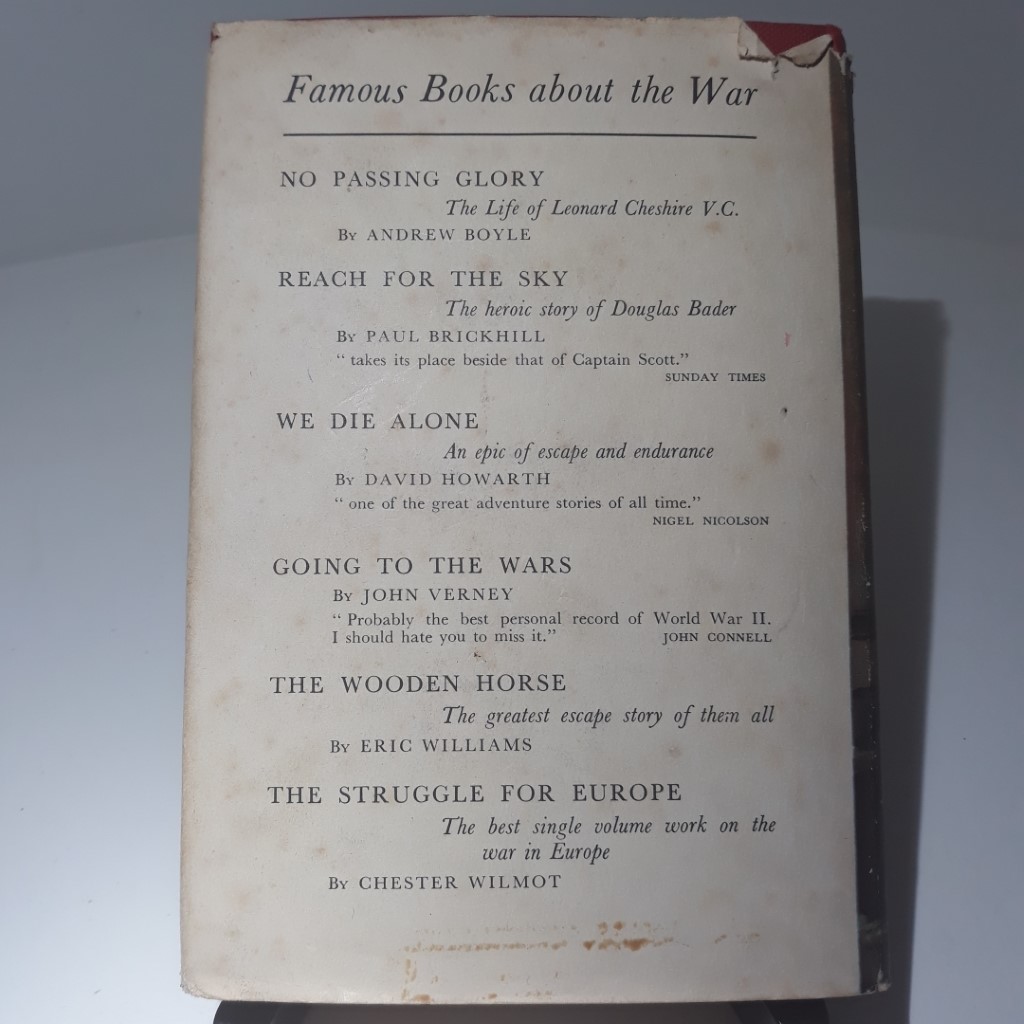 Famous Books about the War
NO PASSING GLORY
The Life of Leonard Cheshire V.C.
By ANDREW BOYLE
REACH FOR THE SKY
The heroic story of Douglas Bader
By PAUL BRICKHILL
“ takes its place beside that of Captain Scott.”
SUNDAY TIMES
WE DIE ALONE
An epic of escape and endurance
By DAVID HOWARTH
“ one of the great adventure stories of all time.”
NIGEL NICOLSON
GOING TO THE WARS
By JOHN VERNEY
“ Probably the best personal record of World War II.
I should hate you to miss it.” JOHN CONNELL
THE WOODEN HORSE
The greatest escape story of them all
By ERIC WILLIAMS
THE STRUGGLE FOR EUROPE
The best single volume work on the
war in Europe
By CHESTER WILMOT